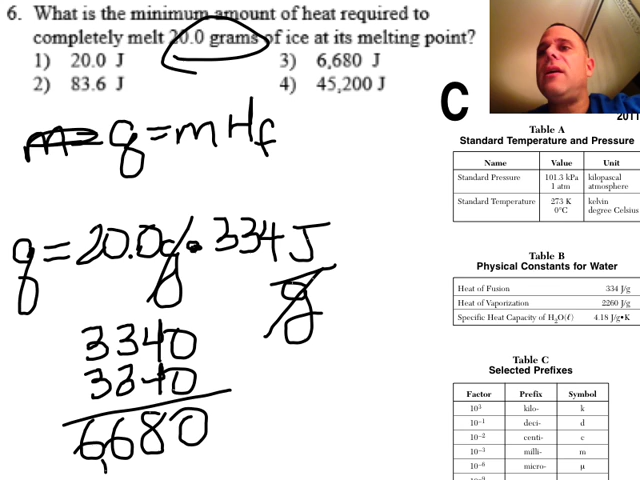 6. What is the minimum amount of heat required to
completely melt 20.0 grams of ice at its melting point?
1) 20.0 J 3) 6,680 J
2) 83.6 J 4) 45,200 J
C
2011
Table A
Standard Temperature and Pressure
Name Value Unit
Standard Pressure 101.3 kPa kilopascal
1 atm atmosphere
Standard Temperature 273 K kelvin
0°C degree Celsius
m= q=mHf
q=20.0g•334J
g
3340
3340
6,680
Table B
Physical Constants for Water
Heat of Fusion 334 J/g
Heat of Vaporization 2260 J/g
Specific Heat Capacity of H₂O(ℓ) 4.18 J/g•K
Table C
Selected Prefixes
Factor Prefix Symbol
10³ kilo- k
10⁻¹ deci- d
10⁻² centi- c
10⁻³ milli- m
10⁻⁶ micro- μ